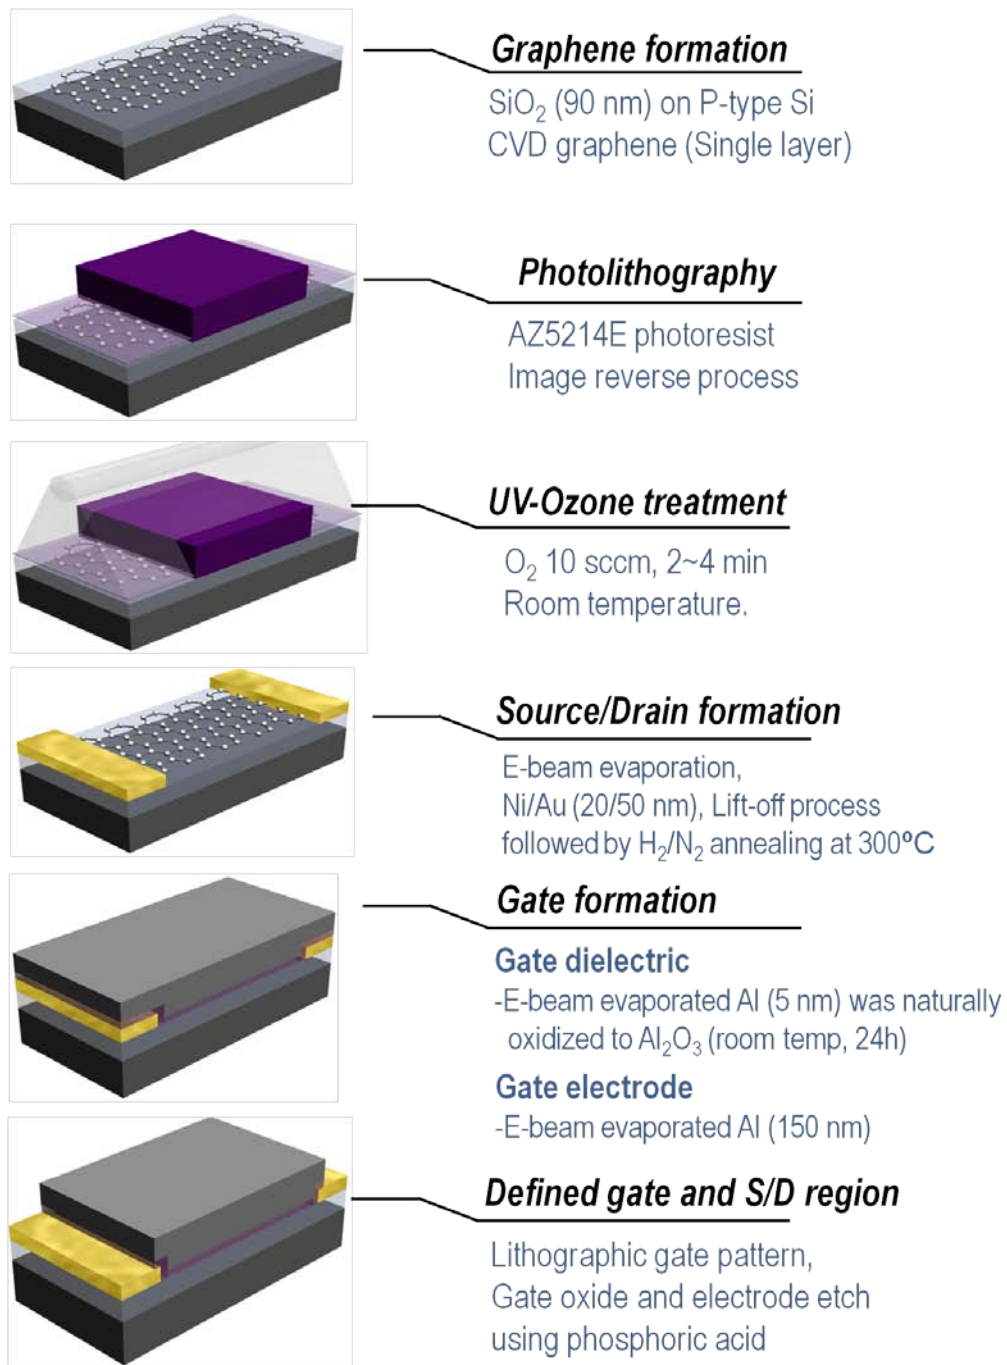 Graphene formation
SiO₂ (90 nm) on P-type Si
CVD graphene (Single layer)
Photolithography
AZ5214E photoresist
Image reverse process
UV-Ozone treatment
O₂ 10 sccm, 2~4 min
Room temperature.
Source/Drain formation
E-beam evaporation,
Ni/Au (20/50 nm), Lift-off process
followed by H₂/N₂ annealing at 300°C
Gate formation
Gate dielectric
-E-beam evaporated Al (5 nm) was naturally
oxidized to Al₂O₃ (room temp, 24h)
Gate electrode
-E-beam evaporated Al (150 nm)
Defined gate and S/D region
Lithographic gate pattern,
Gate oxide and electrode etch
using phosphoric acid